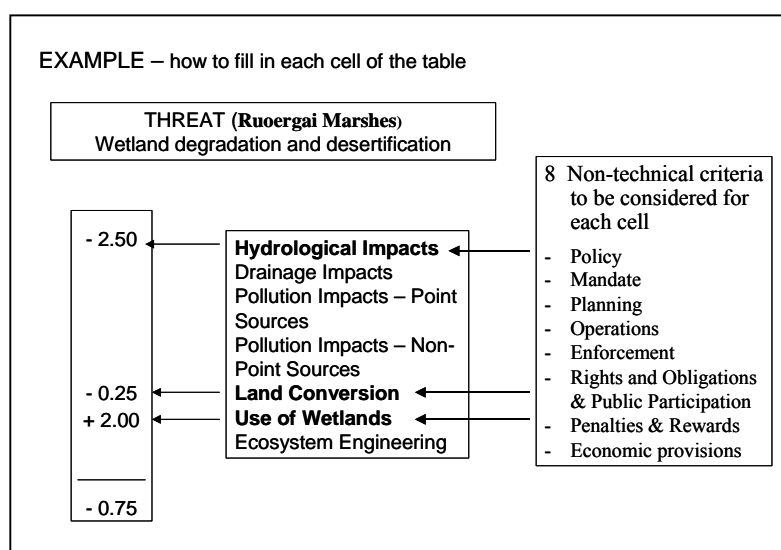 EXAMPLE – how to fill in each cell of the table
THREAT (Ruoergai Marshes)
Wetland degradation and desertification
- 2.50
- 0.25
+ 2.00
- 0.75
Hydrological Impacts
Drainage Impacts
Pollution Impacts – Point
Sources
Pollution Impacts – Non-
Point Sources
Land Conversion
Use of Wetlands
Ecosystem Engineering
8 Non-technical criteria
to be considered for
each cell
- Policy
- Mandate
- Planning
- Operations
- Enforcement
- Rights and Obligations
& Public Participation
- Penalties & Rewards
- Economic provisions